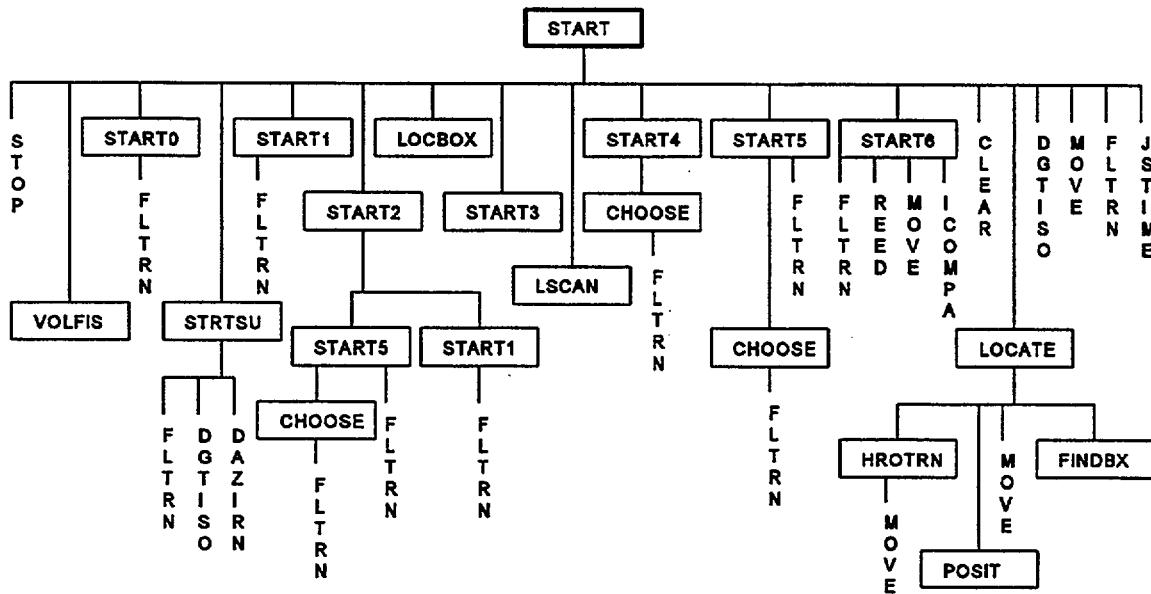 START
STOP
VOLFIS
START0
FLTRN
STRTSU
FLTRN
DGTISO
DAZIRN
START1
FLTRN
START2
START5
CHOOSE
FLTRN
FLTRN
START1
FLTRN
LOCBOX
START3
LSCAN
START4
CHOOSE
FLTRN
START5
CHOOSE
FLTRN
FLTRN
START6
FLTRN
REED
MOVE
ICOMPA
CLEAR
LOCATE
HROTRN
MOVE
POSIT
MOVE
FINDBX
DGTISO
MOVE
FLTRN
JSTIME